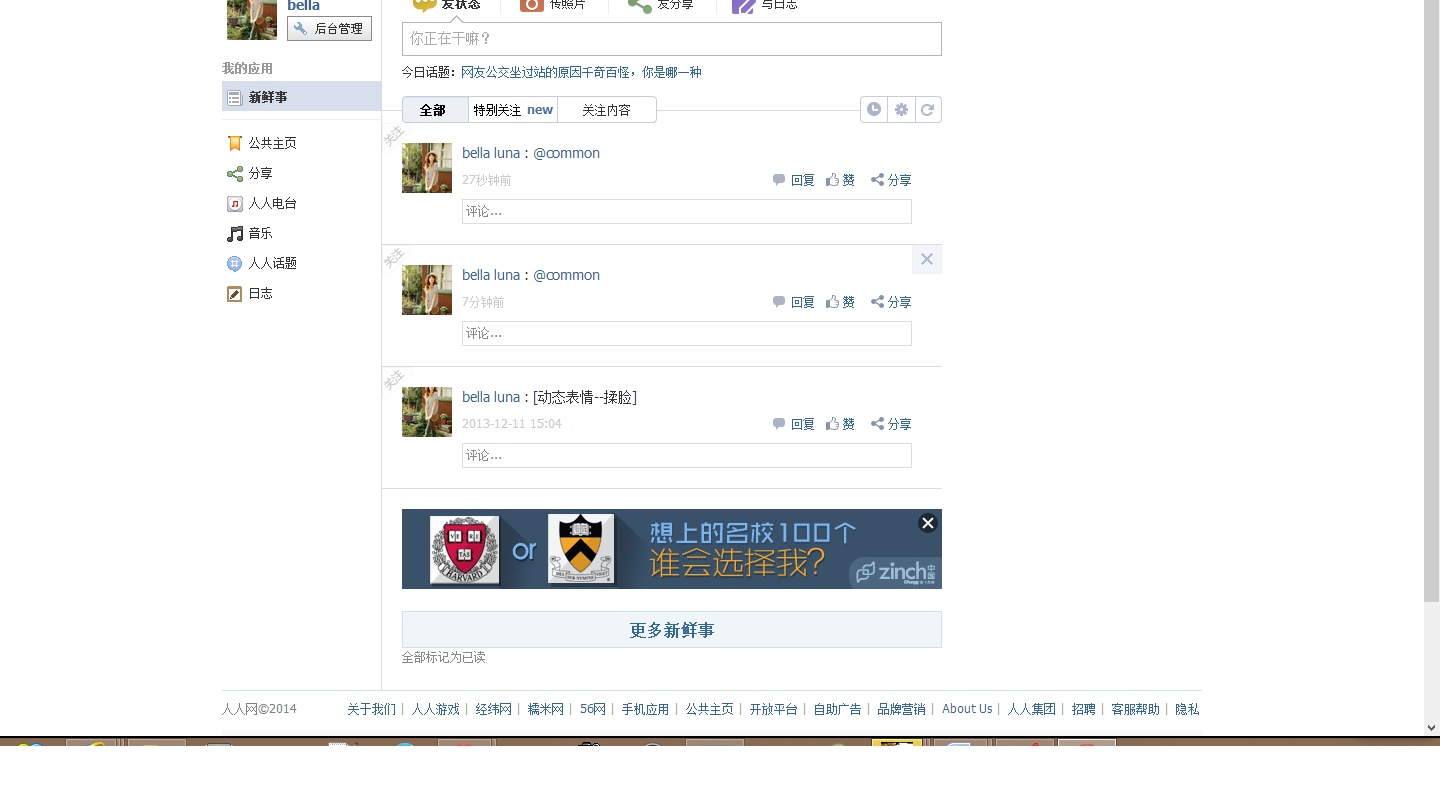 bella
发状态 传照片 发分享 写日志
后台管理
你正在干嘛？
我的应用
今日话题：网友公交坐过站的原因千奇百怪，你是哪一种
新鲜事
全部 特别关注 new 关注内容
公共主页
分享
人人电台
音乐
人人话题
日志
关注
bella luna : @common
27秒钟前 回复 赞 分享
评论...
关注
bella luna : @common
7分钟前 回复 赞 分享
评论...
关注
bella luna : [动态表情--揉脸]
2013-12-11 15:04 回复 赞 分享
评论...
VE RI TAS
HARVARD
or
想上的名校100个
谁会选择我?
zinch 中国
更多新鲜事
全部标记为已读
人人网©2014 关于我们 | 人人游戏 | 经纬网 | 糯米网 | 56网 | 手机应用 | 公共主页 | 开放平台 | 自助广告 | 品牌营销 | About Us | 人人集团 | 招聘 | 客服帮助 | 隐私